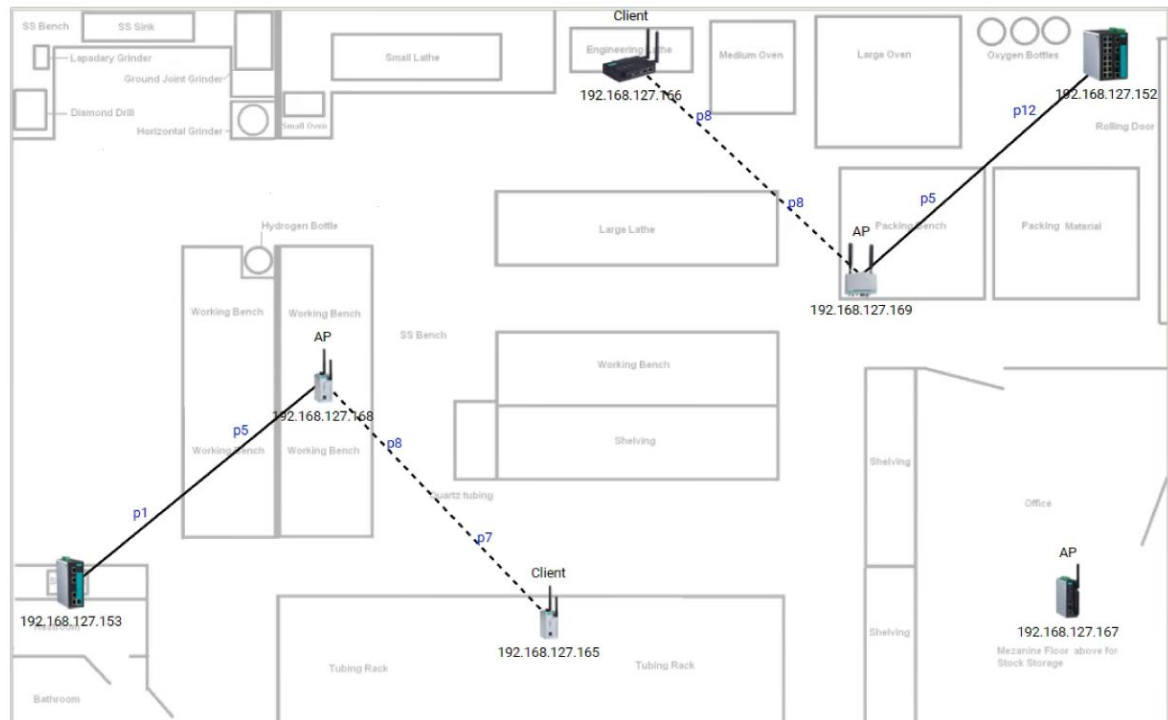 Client
SS Bench
SS Sink
Lapadary Grinder
Ground Joint Grinder
Small Lathe
Engineering Lathe
Medium Oven
Large Oven
Oxygen Bottles
192.168.127.166
192.168.127.152
Diamond Drill
Horizontal Grinder
Small Oven
p8
p12
Rolling Door
p8
p5
Hydrogen Bottle
Large Lathe
AP
Packing Bench
Packing Material
192.168.127.169
Working Bench
Working Bench
AP
SS Bench
Working Bench
192.168.127.168
p5
p8
Working Bench
Working Bench
Shelving
Shelving
Quartz tubing
Office
p1
p7
AP
Client
192.168.127.153
192.168.127.165
192.168.127.167
Shelving
Mezanine Floor above for
Stock Storage
Tubing Rack
Tubing Rack
Bathroom